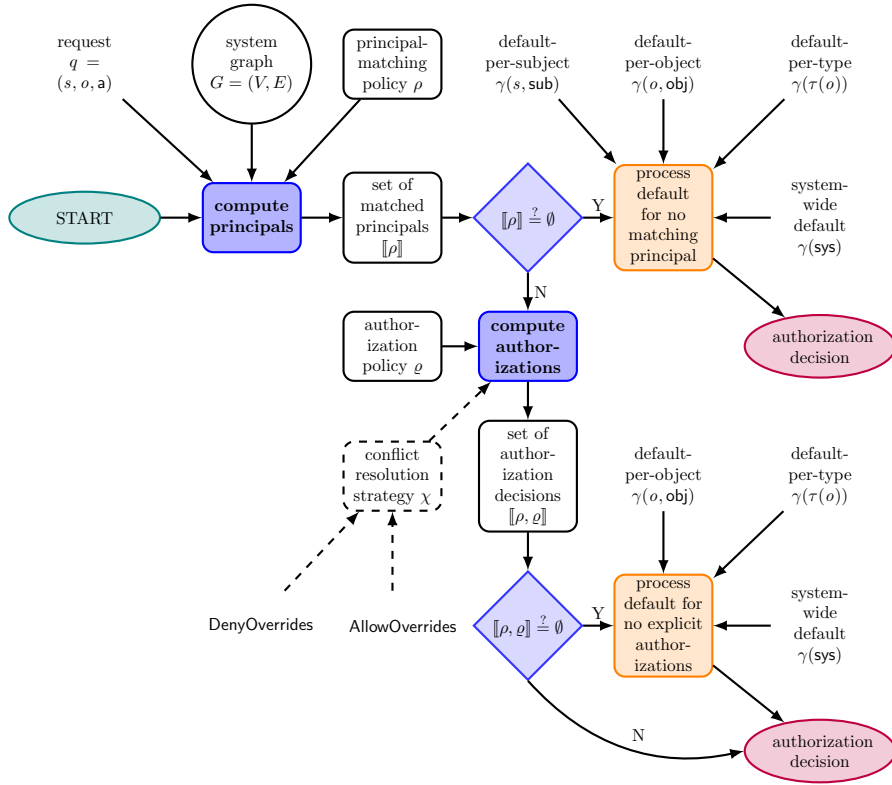 request
q =
(s, o, a)
system
graph
G = (V, E)
principal-
matching
policy ρ
default-
per-subject
γ(s, sub)
default-
per-object
γ(o, obj)
default-
per-type
γ(τ(o))
START
compute
principals
set of
matched
principals
⟦ρ⟧
⟦ρ⟧ ≟ ∅
Y
process
default
for no
matching
principal
system-
wide
default
γ(sys)
N
author-
ization
policy ϱ
compute
author-
izations
authorization
decision
conflict
resolution
strategy χ
set of
author-
ization
decisions
⟦ρ, ϱ⟧
default-
per-object
γ(o, obj)
default-
per-type
γ(τ(o))
DenyOverrides
AllowOverrides
⟦ρ, ϱ⟧ ≟ ∅
Y
process
default for
no explicit
author-
izations
system-
wide
default
γ(sys)
N
authorization
decision